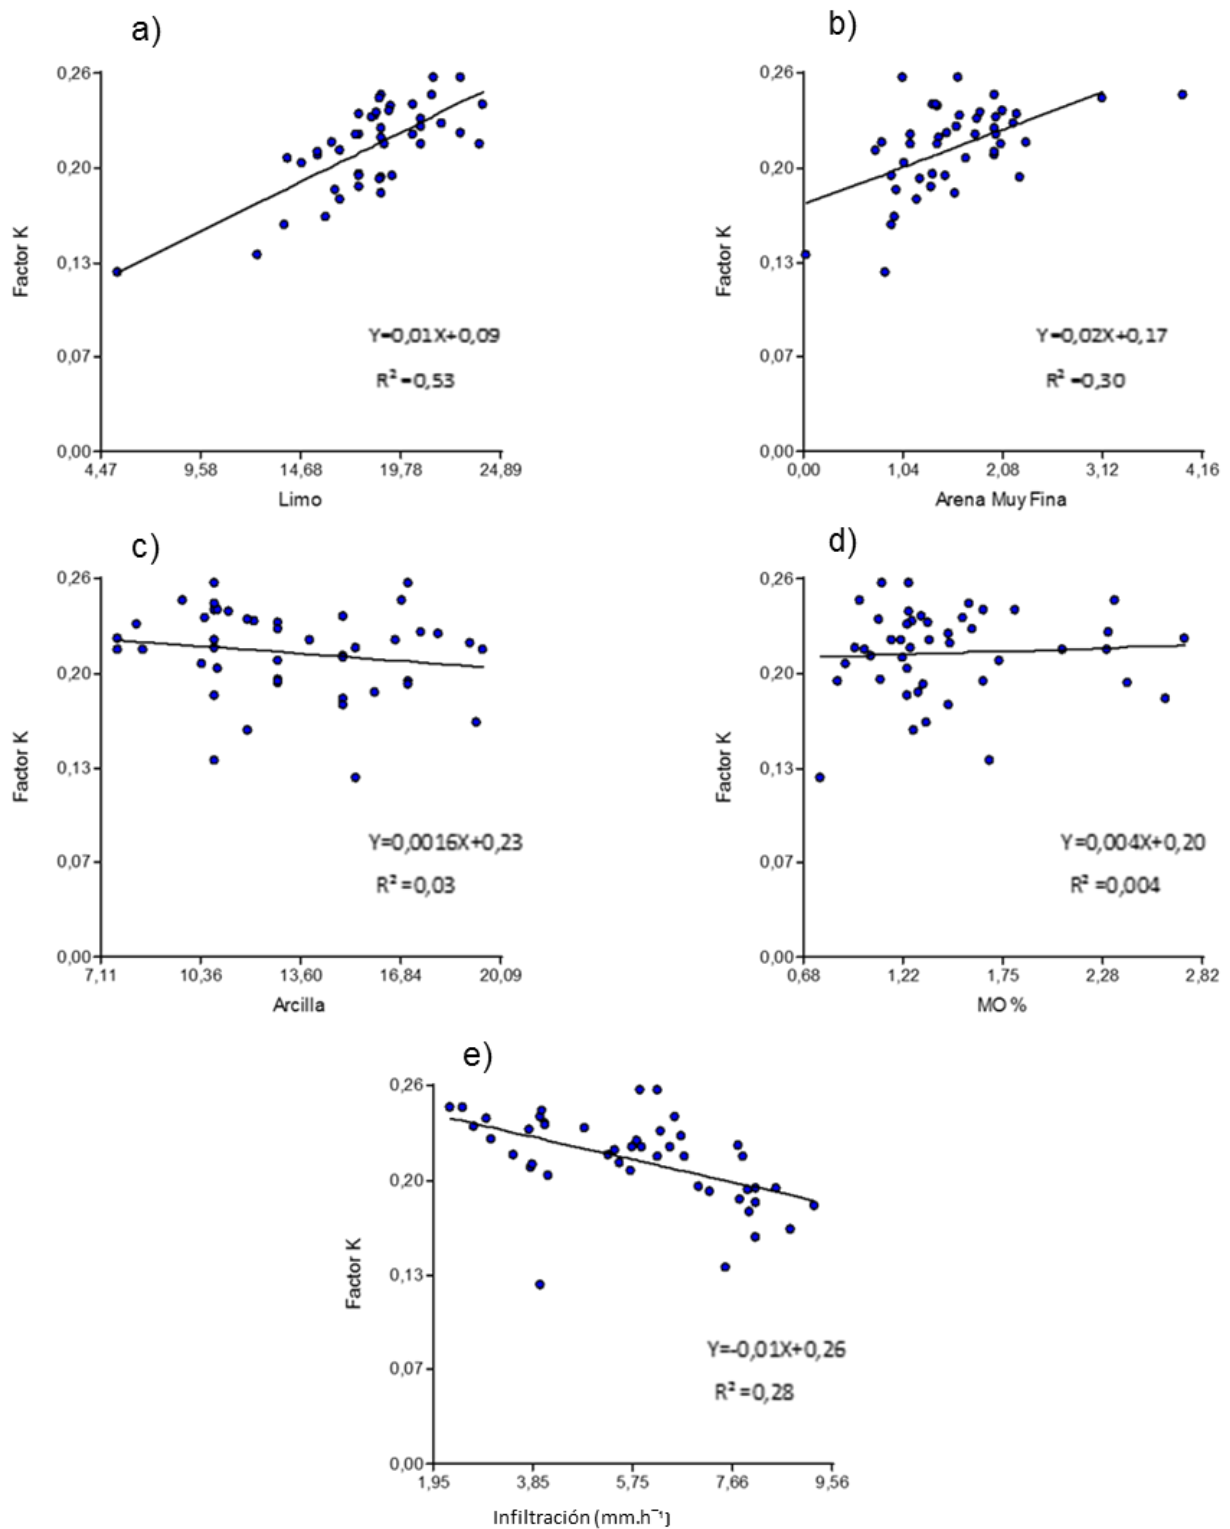 a)
0,26
0,20
0,13
0,07
0,00
Factor K
Y=0,01X+0,09
R² =0,53
4,47 9,58 14,68 19,78 24,89
Limo
b)
0,26
0,20
0,13
0,07
0,00
Factor K
Y=0,02X+0,17
R² =0,30
0,00 1,04 2,08 3,12 4,16
Arena Muy Fina
c)
0,26
0,20
0,13
0,07
0,00
Factor K
Y=0,0016X+0,23
R² =0,03
7,11 10,36 13,60 16,84 20,09
Arcilla
d)
0,26
0,20
0,13
0,07
0,00
Factor K
Y=0,004X+0,20
R² =0,004
0,68 1,22 1,75 2,28 2,82
MO %
e)
0,26
0,20
0,13
0,07
0,00
Factor K
Y=-0,01X+0,26
R² =0,28
1,95 3,85 5,75 7,66 9,56
Infiltración (mm.h⁻¹)